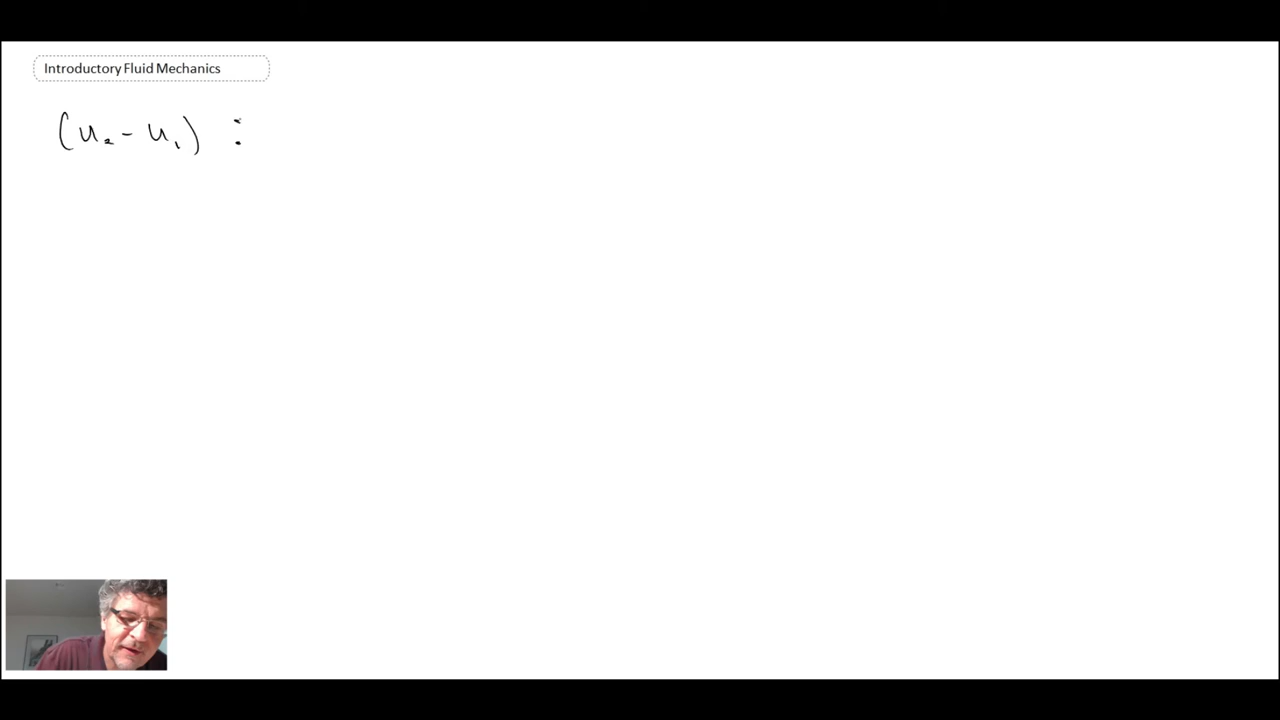 Introductory Fluid Mechanics
(u₂ - u₁) :